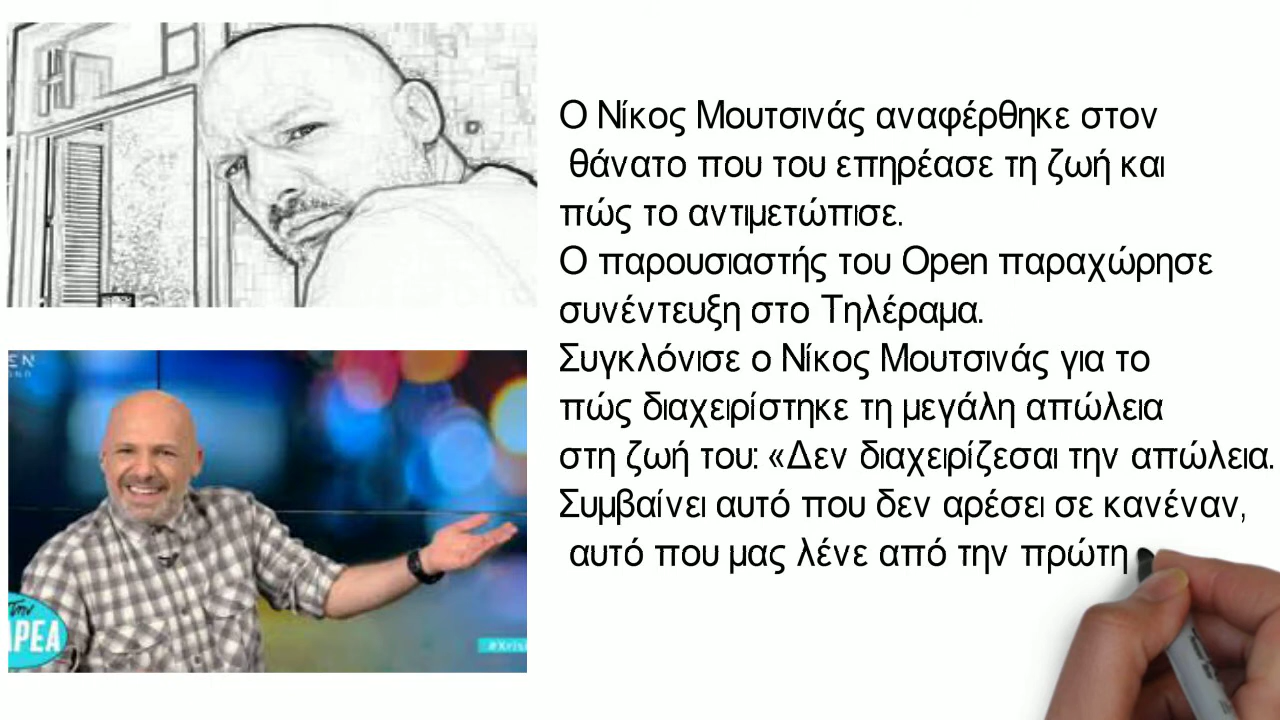 Ο Νίκος Μουτσινάς αναφέρθηκε στον
θάνατο που του επηρέασε τη ζωή και
πώς το αντιμετώπισε.
Ο παρουσιαστής του Open παραχώρησε
συνέντευξη στο Τηλέραμα.
Συγκλόνισε ο Νίκος Μουτσινάς για το
πώς διαχειρίστηκε τη μεγάλη απώλεια
στη ζωή του: «Δεν διαχειρίζεσαι την απώλεια.
Συμβαίνει αυτό που δεν αρέσει σε κανέναν,
αυτό που μας λένε από την πρώτη